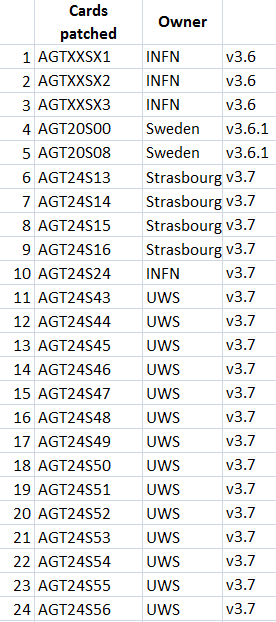 Cards patched Owner
1 AGTXXSX1 INFN v3.6
2 AGTXXSX2 INFN v3.6
3 AGTXXSX3 INFN v3.6
4 AGT20S00 Sweden v3.6.1
5 AGT20S08 Sweden v3.6.1
6 AGT24S13 Strasbourg v3.7
7 AGT24S14 Strasbourg v3.7
8 AGT24S15 Strasbourg v3.7
9 AGT24S16 Strasbourg v3.7
10 AGT24S24 INFN v3.7
11 AGT24S43 UWS v3.7
12 AGT24S44 UWS v3.7
13 AGT24S45 UWS v3.7
14 AGT24S46 UWS v3.7
15 AGT24S47 UWS v3.7
16 AGT24S48 UWS v3.7
17 AGT24S49 UWS v3.7
18 AGT24S50 UWS v3.7
19 AGT24S51 UWS v3.7
20 AGT24S52 UWS v3.7
21 AGT24S53 UWS v3.7
22 AGT24S54 UWS v3.7
23 AGT24S55 UWS v3.7
24 AGT24S56 UWS v3.7